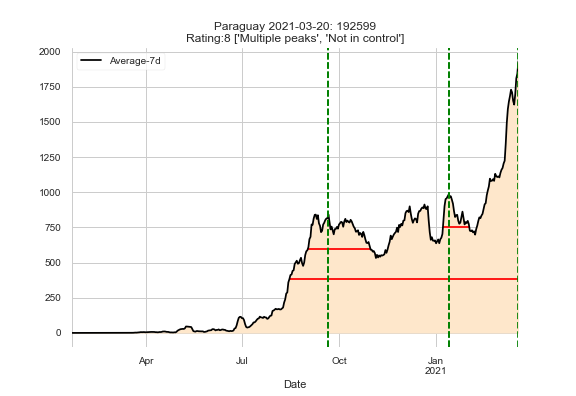 Paraguay 2021-03-20: 192599
Rating:8 ['Multiple peaks', 'Not in control']
Average-7d
2000
1750
1500
1250
1000
750
500
250
0
Apr
Jul
Oct
Jan
2021
Date